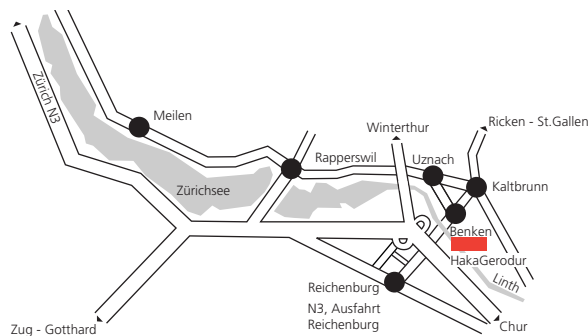 Zürich N3
Meilen
Winterthur
Ricken - St.Gallen
Rapperswil
Uznach
Kaltbrunn
Zürichsee
Benken
HakaGerodur
Linth
Reichenburg
N3, Ausfahrt
Reichenburg
Zug - Gotthard
Chur